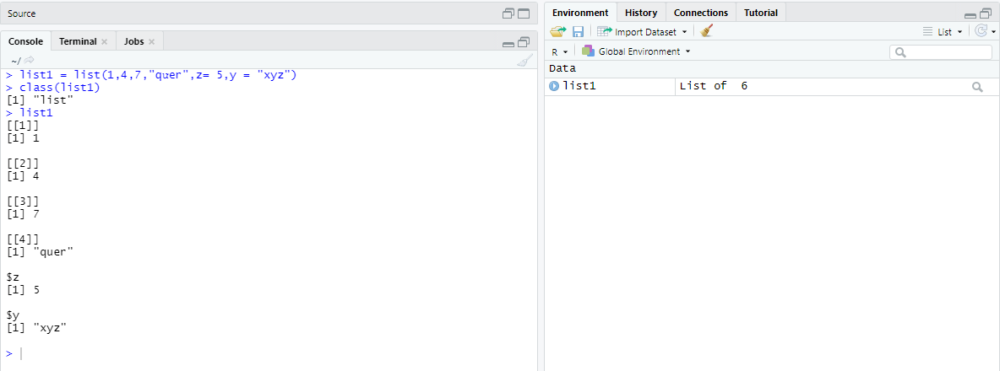 Source
Console Terminal Jobs
~/
> list1 = list(1,4,7,"quer",z= 5,y = "xyz")
> class(list1)
[1] "list"
> list1
[[1]]
[1] 1
[[2]]
[1] 4
[[3]]
[1] 7
[[4]]
[1] "quer"
$z
[1] 5
$y
[1] "xyz"
>
Environment History Connections Tutorial
Import Dataset
List
R Global Environment
Data
list1 List of 6